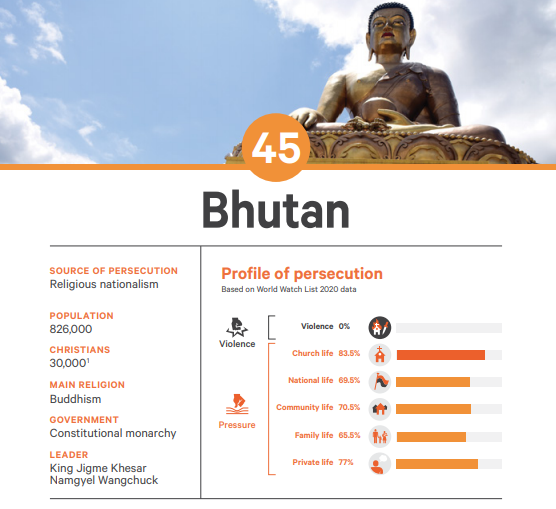 45
Bhutan
SOURCE OF PERSECUTION
Religious nationalism
POPULATION
826,000
CHRISTIANS
30,000¹
MAIN RELIGION
Buddhism
GOVERNMENT
Constitutional monarchy
LEADER
King Jigme Khesar
Namgyel Wangchuck
Profile of persecution
Based on World Watch List 2020 data
Violence
Violence 0%
Church life 83.5%
National life 69.5%
Community life 70.5%
Pressure
Family life 65.5%
Private life 77%